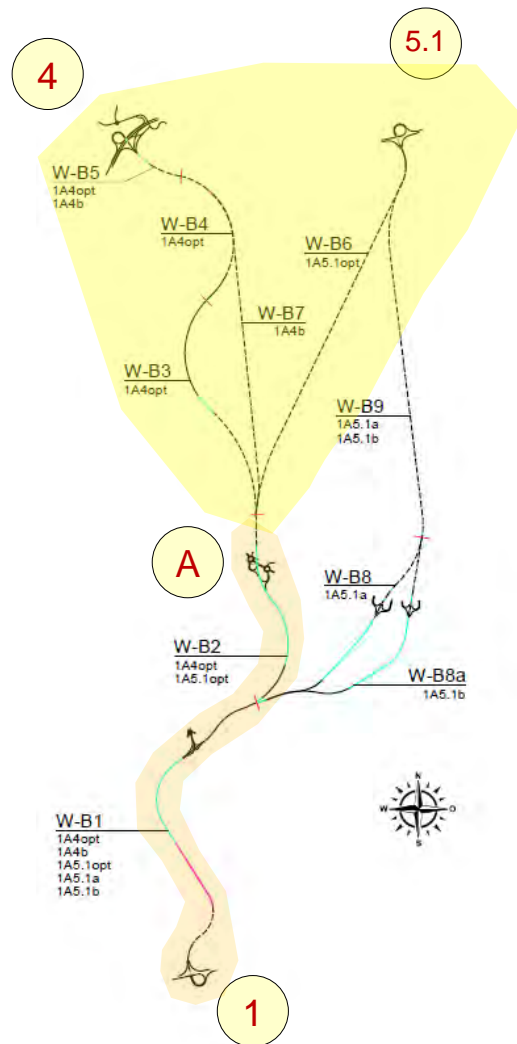 5.1
4
W-B5
1A4opt
1A4b
W-B4
1A4opt
W-B6
1A5.1opt
W-B7
1A4b
W-B3
1A4opt
W-B9
1A5.1a
1A5.1b
A
W-B8
1A5.1a
W-B2
1A4opt
1A5.1opt
W-B8a
1A5.1b
N
W
O
S
W-B1
1A4opt
1A4b
1A5.1opt
1A5.1a
1A5.1b
1